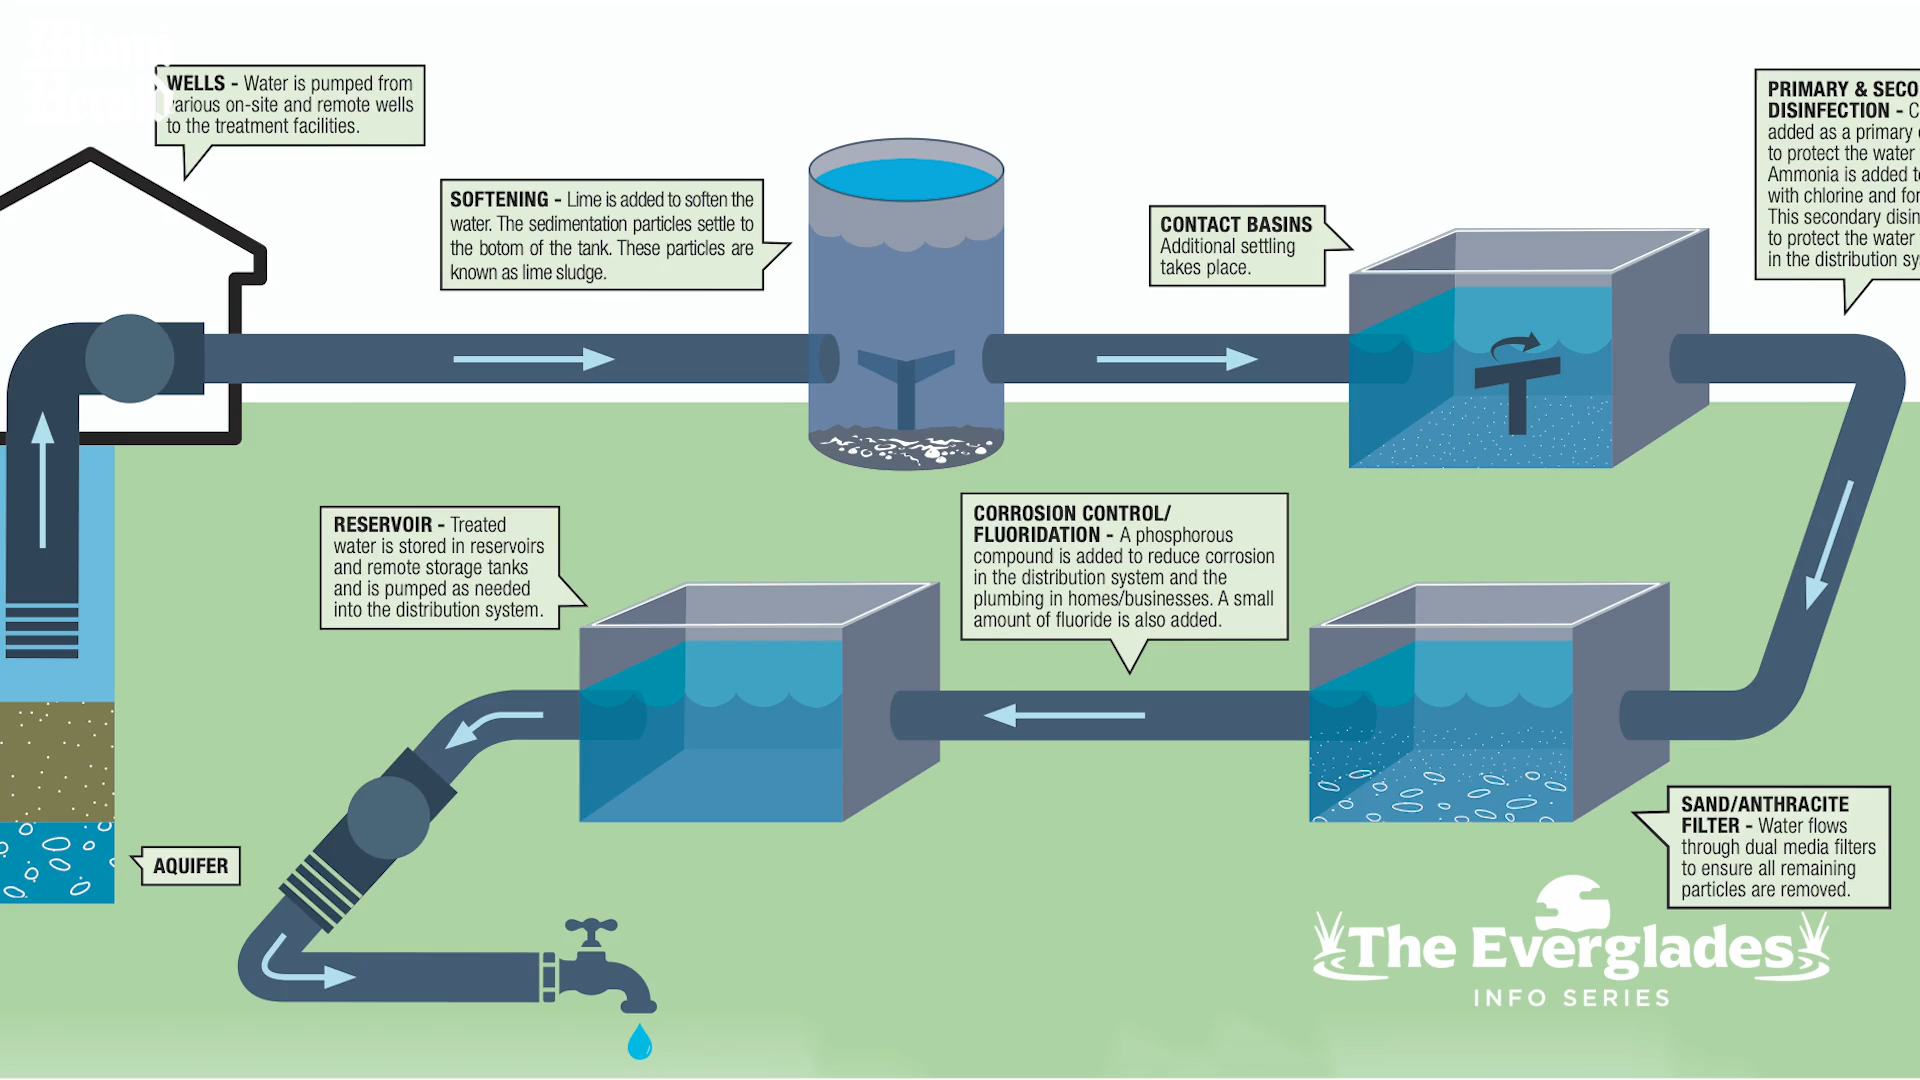 Miami
Herald
WELLS - Water is pumped from
various on-site and remote wells
to the treatment facilities.
SOFTENING - Lime is added to soften the
water. The sedimentation particles settle to
the botom of the tank. These particles are
known as lime sludge.
CONTACT BASINS
Additional settling
takes place.
PRIMARY & SECO
DISINFECTION - C
added as a primary
to protect the water
Ammonia is added t
with chlorine and for
This secondary disin
to protect the water
in the distribution sy
RESERVOIR - Treated
water is stored in reservoirs
and remote storage tanks
and is pumped as needed
into the distribution system.
CORROSION CONTROL/
FLUORIDATION - A phosphorous
compound is added to reduce corrosion
in the distribution system and the
plumbing in homes/businesses. A small
amount of fluoride is also added.
SAND/ANTHRACITE
FILTER - Water flows
through dual media filters
to ensure all remaining
particles are removed.
AQUIFER
The Everglades
INFO SERIES